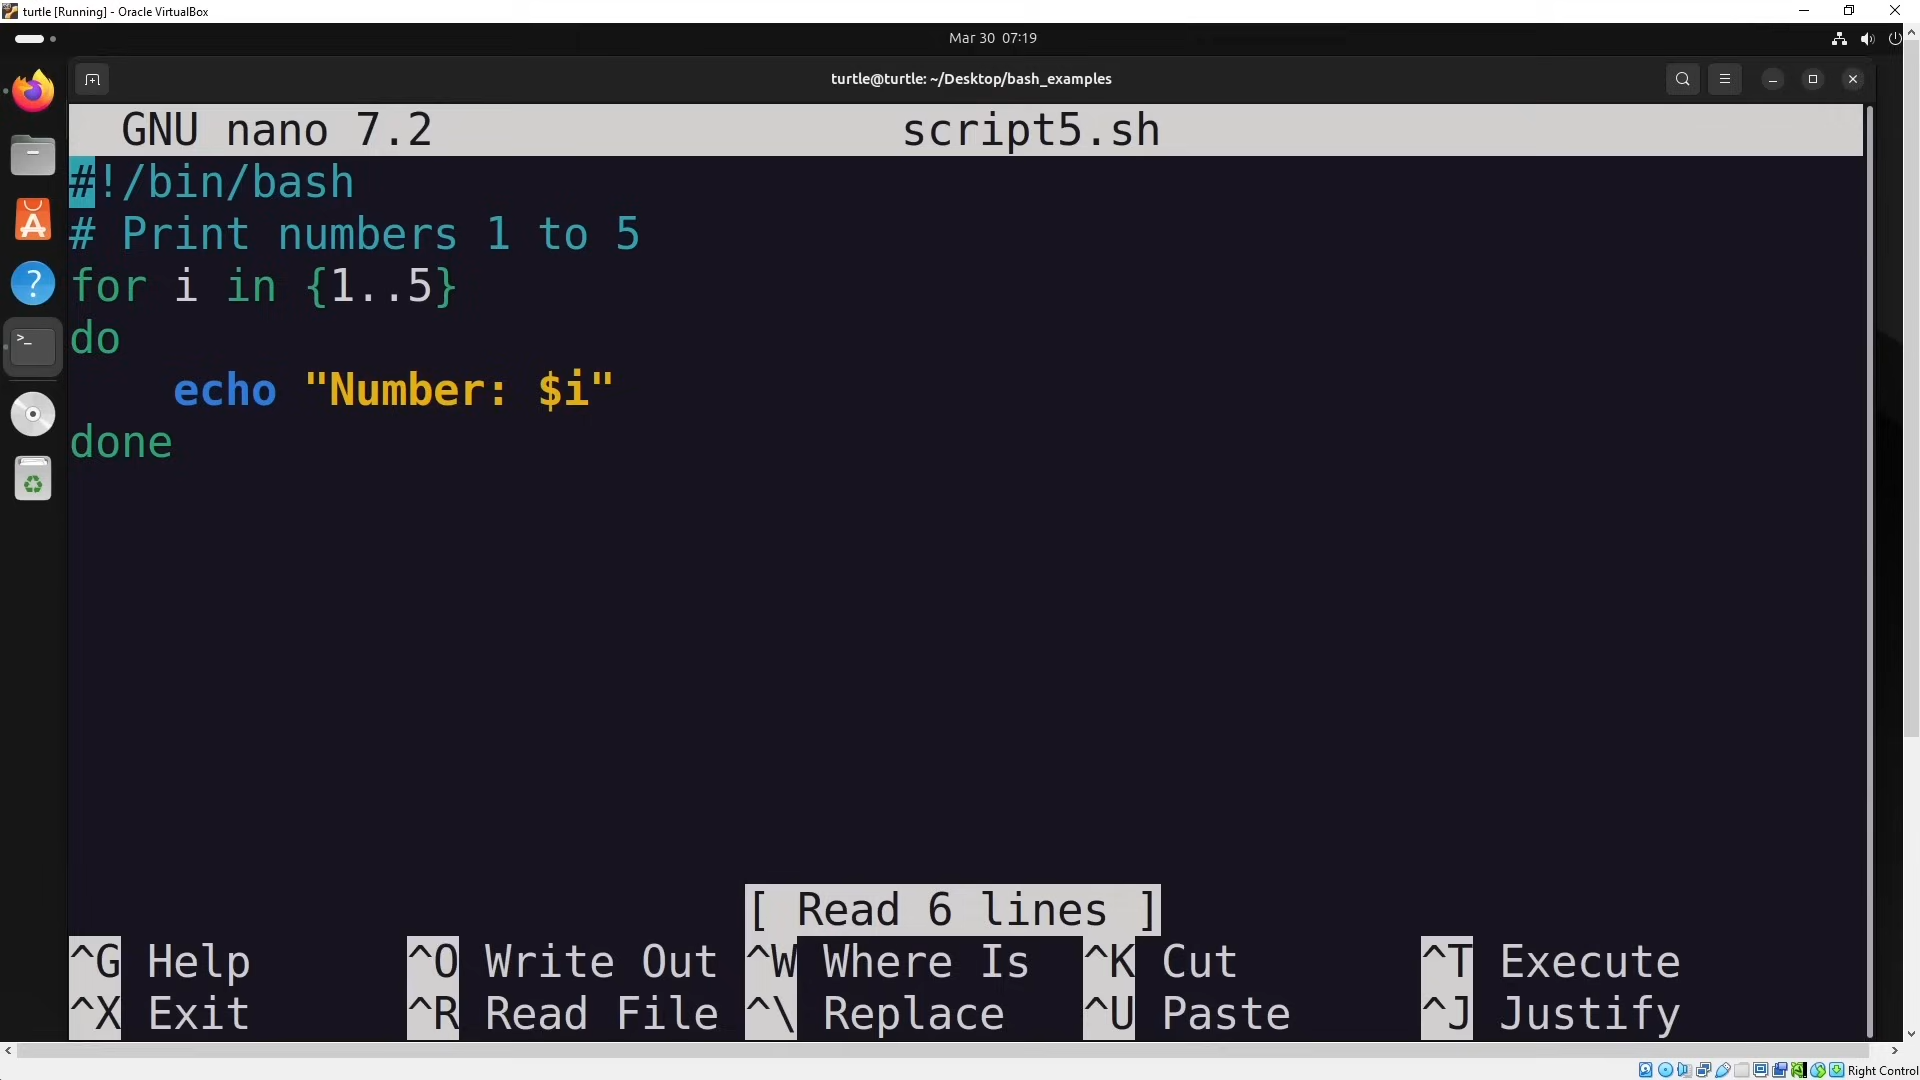 turtle [Running] - Oracle VirtualBox
Mar 30 07:19
turtle@turtle: ~/Desktop/bash_examples
GNU nano 7.2 script5.sh
#!/bin/bash
# Print numbers 1 to 5
for i in {1..5}
do
    echo "Number: $i"
done
[ Read 6 lines ]
^G Help ^O Write Out ^W Where Is ^K Cut ^T Execute
^X Exit ^R Read File ^\ Replace ^U Paste ^J Justify
Right Control